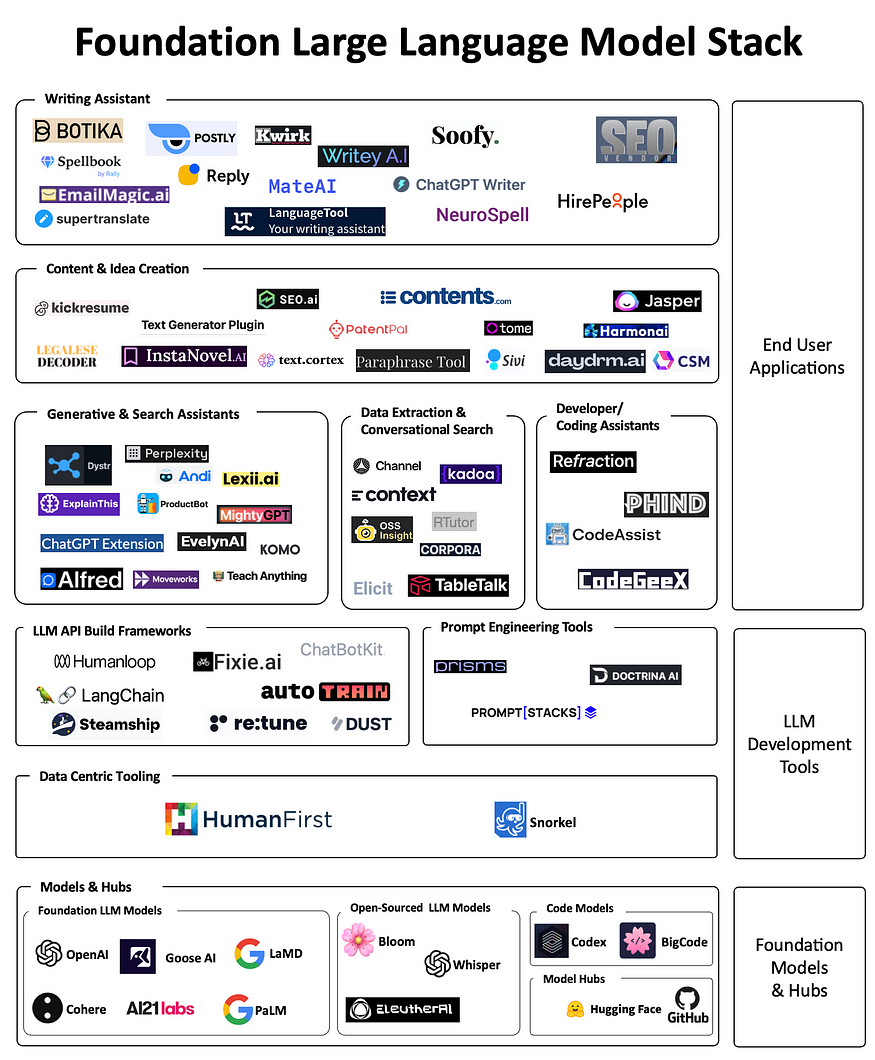 Foundation Large Language Model Stack
Writing Assistant
BOTIKA
POSTLY
Kwirk
Soofy.
SEO
VENDOR
Writey A.I
Spellbook
by Rally
Reply
MateAI
ChatGPT Writer
EmailMagic.ai
HirePeople
supertranslate
LT
LanguageTool
Your writing assistant
NeuroSpell
Content & Idea Creation
kickresume
SEO.ai
contents.com
Jasper
Text Generator Plugin
PatentPal
tome
Harmonai
LEGALESE
DECODER
InstaNovel.AI
text.cortex
Paraphrase Tool
Sivi
daydrm.ai
CSM
End User
Applications
Generative & Search Assistants
Dystr
Perplexity
Andi
Lexii.ai
ExplainThis
ProductBot
MightyGPT
ChatGPT Extension
EvelynAI
KOMO
Alfred
Moveworks
Teach Anything
Data Extraction &
Conversational Search
Channel
kadoa
context
OSS
Insight
RTutor
CORPORA
Elicit
TableTalk
Developer/
Coding Assistants
Refraction
PHIND
CodeAssist
CodeGeeX
LLM API Build Frameworks
Humanloop
Fixie.ai
ChatBotKit.
LangChain
auto TRAIN
Steamship
re:tune
DUST
Prompt Engineering Tools
prisms
DOCTRINA AI
PROMPT[STACKS]
LLM
Development
Tools
Data Centric Tooling
HumanFirst
Snorkel
Models & Hubs
Foundation LLM Models
OpenAI
Goose AI
LaMD
Cohere
AI21labs
PaLM
Open-Sourced LLM Models
Bloom
Whisper
EleutherAI
Code Models
Codex
BigCode
Model Hubs
Hugging Face
GitHub
Foundation
Models
& Hubs